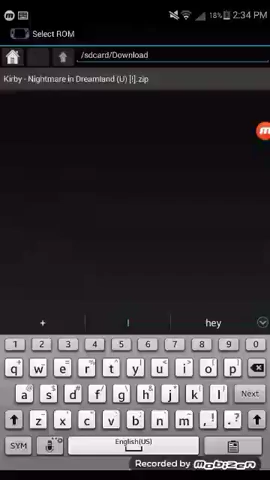 18% 2:34 PM
Select ROM
/sdcard/Download
Kirby - Nightmare in Dreamland (U) [!].zip
+ | hey
1 2 3 4 5 6 7 8 9 0
q w e r t y u i o p
a s d f g h j k l Next
z x c v b n m ,! .?
SYM English(US)
Recorded by mobizen